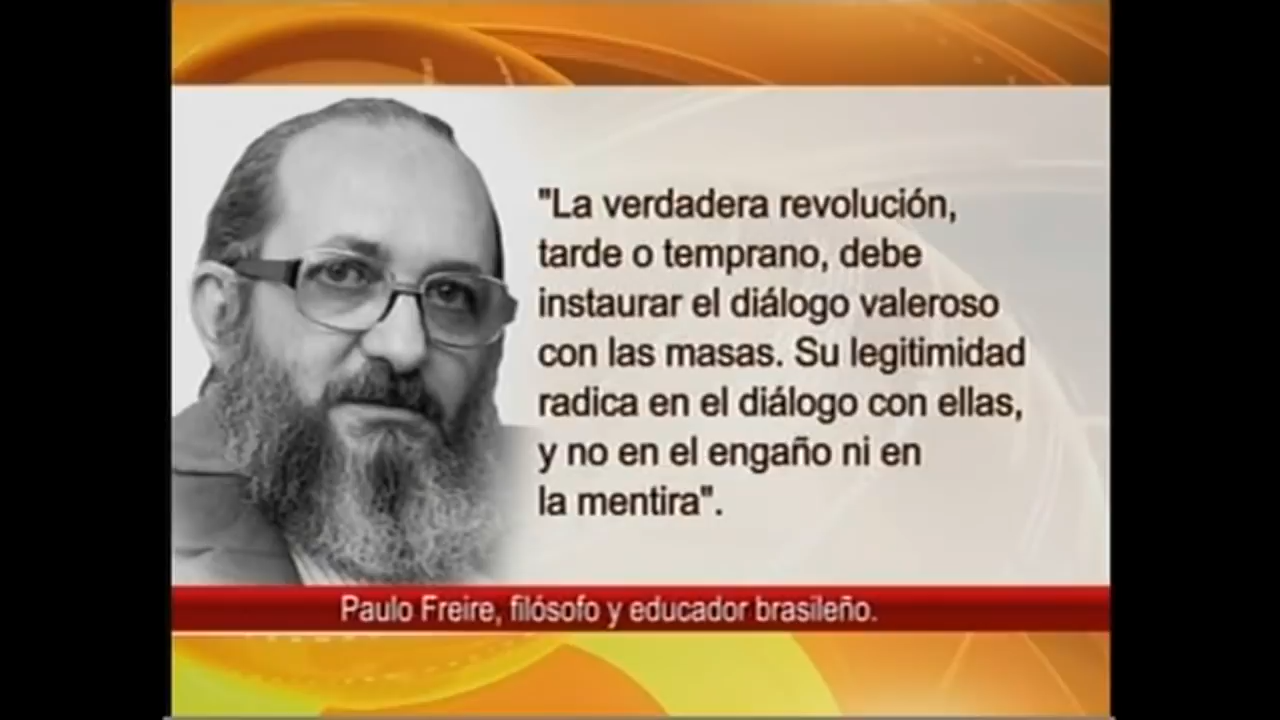 "La verdadera revolución,
tarde o temprano, debe
instaurar el diálogo valeroso
con las masas. Su legitimidad
radica en el diálogo con ellas,
y no en el engaño ni en
la mentira".
Paulo Freire, filósofo y educador brasileño.